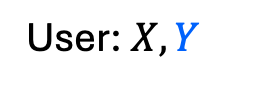 User: X, Y